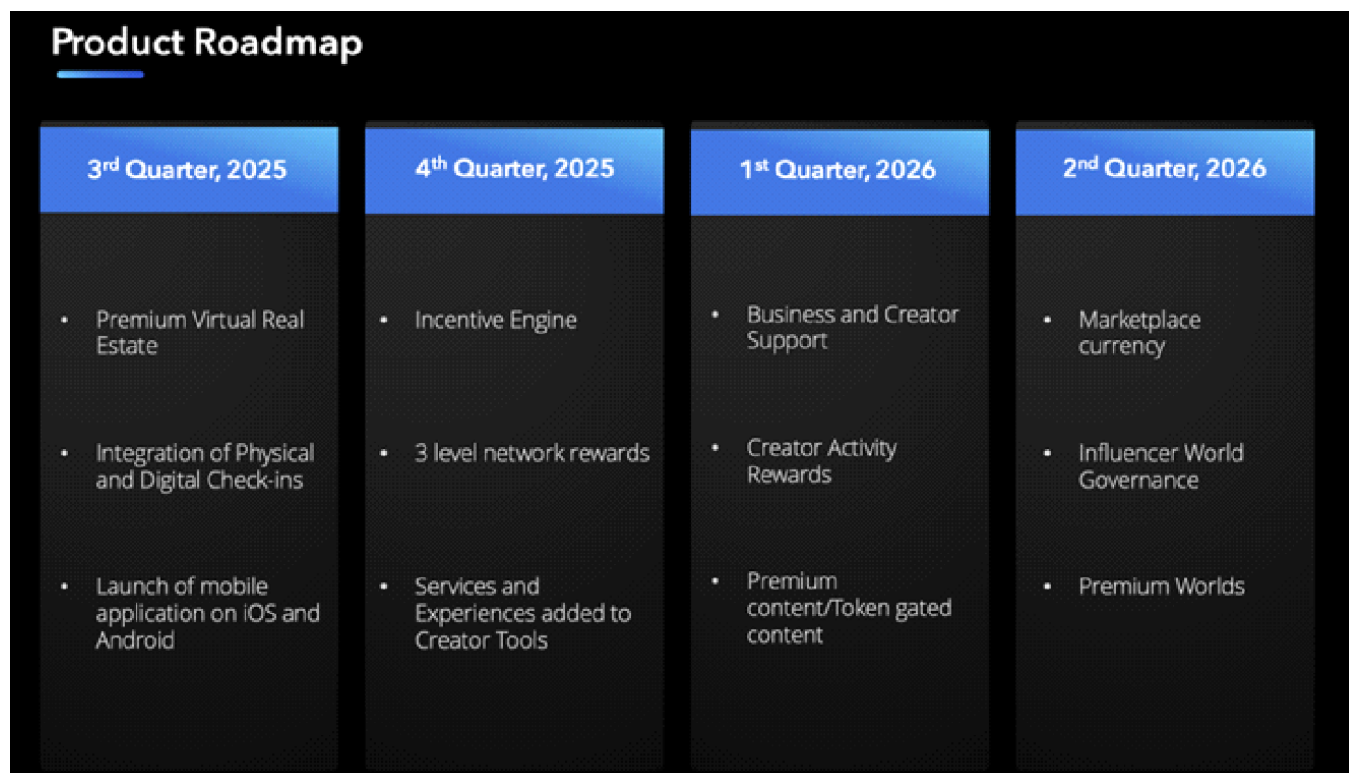 Product Roadmap
3rd Quarter, 2025
• Premium Virtual Real
Estate
• Integration of Physical
and Digital Check-ins
• Launch of mobile
application on iOS and
Android
4th Quarter, 2025
• Incentive Engine
• 3 level network rewards
• Services and
Experiences added to
Creator Tools
1st Quarter, 2026
• Business and Creator
Support
• Creator Activity
Rewards
• Premium
content/Token gated
content
2nd Quarter, 2026
• Marketplace
currency
• Influencer World
Governance
• Premium Worlds